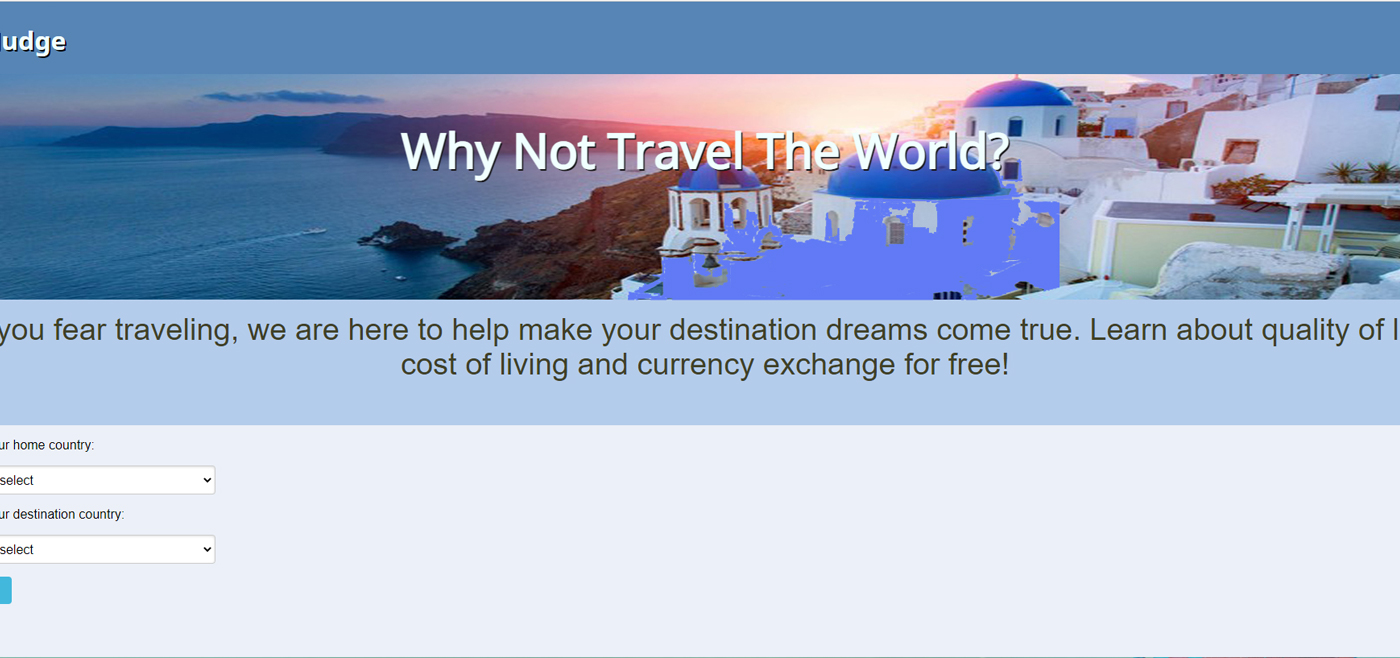 udge
Why Not Travel The World?
you fear traveling, we are here to help make your destination dreams come true. Learn about quality of l
cost of living and currency exchange for free!
ur home country:
select
ur destination country:
select